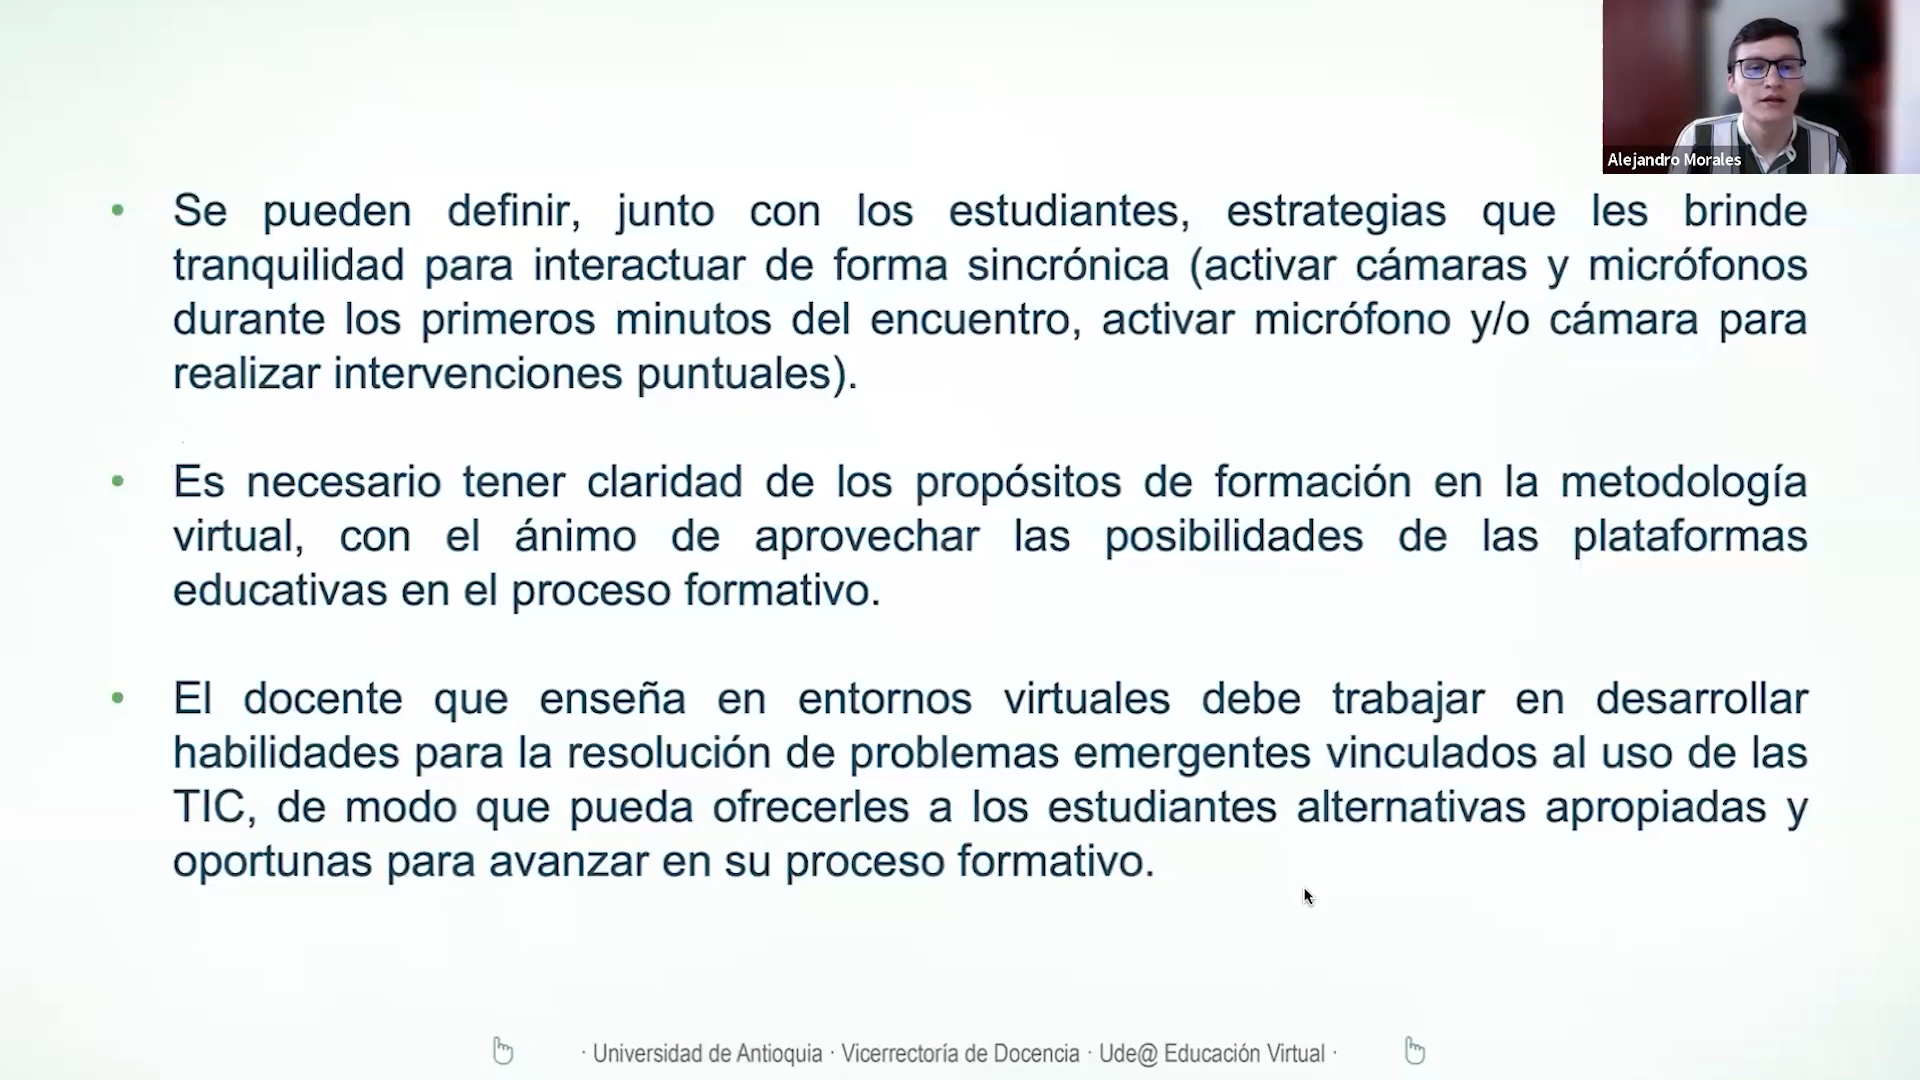 Alejandro Morales
• Se pueden definir, junto con los estudiantes, estrategias que les brinde
tranquilidad para interactuar de forma sincrónica (activar cámaras y micrófonos
durante los primeros minutos del encuentro, activar micrófono y/o cámara para
realizar intervenciones puntuales).
• Es necesario tener claridad de los propósitos de formación en la metodología
virtual, con el ánimo de aprovechar las posibilidades de las plataformas
educativas en el proceso formativo.
• El docente que enseña en entornos virtuales debe trabajar en desarrollar
habilidades para la resolución de problemas emergentes vinculados al uso de las
TIC, de modo que pueda ofrecerles a los estudiantes alternativas apropiadas y
oportunas para avanzar en su proceso formativo.
· Universidad de Antioquia · Vicerrectoría de Docencia · Ude@ Educación Virtual ·